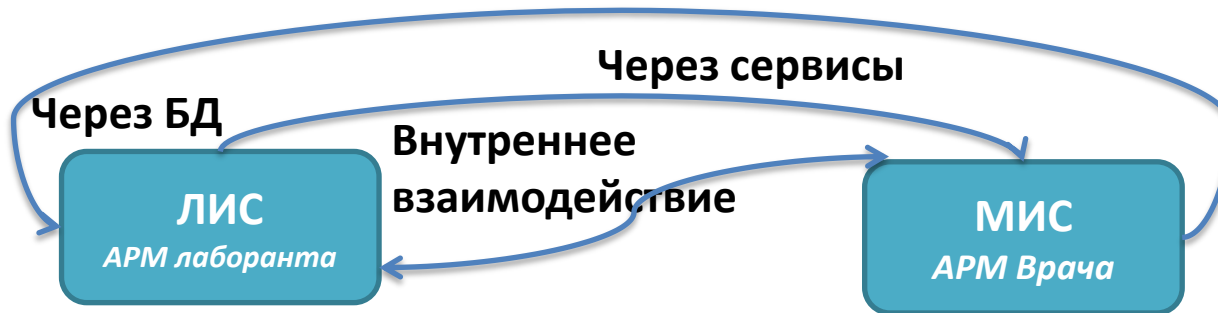 Через сервисы
Через БД
Внутреннее
взаимодействие
ЛИС
АРМ лаборанта
МИС
АРМ Врача